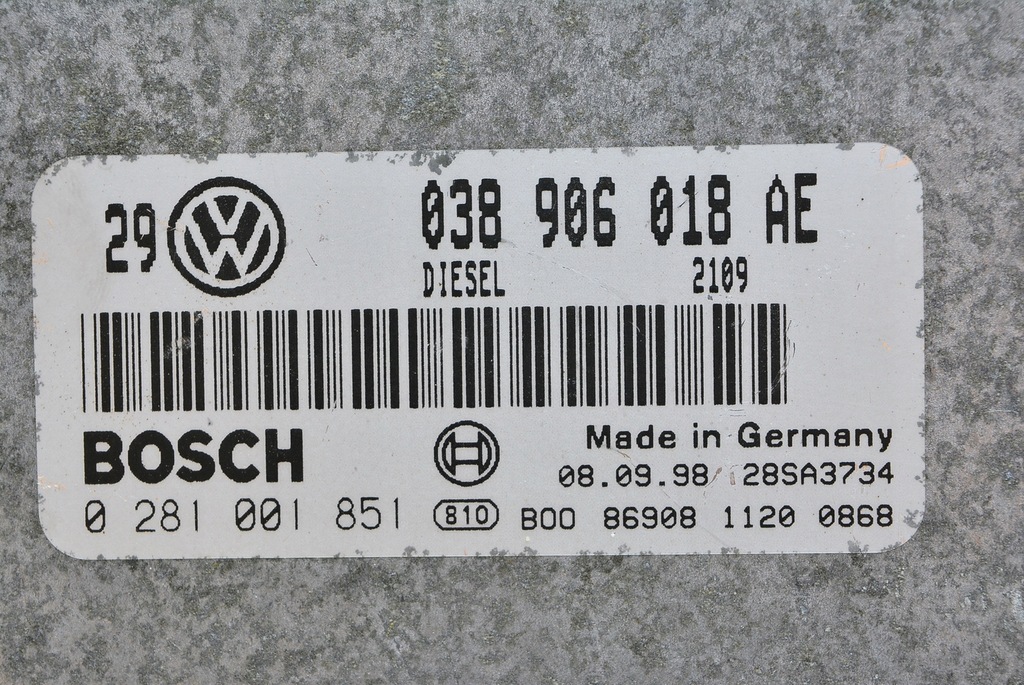 29 VW 038 906 018 AE
DIESEL 2109
BOSCH Made in Germany
08.09.98 28SA3734
0 281 001 851 810 B00 86908 1120 0868